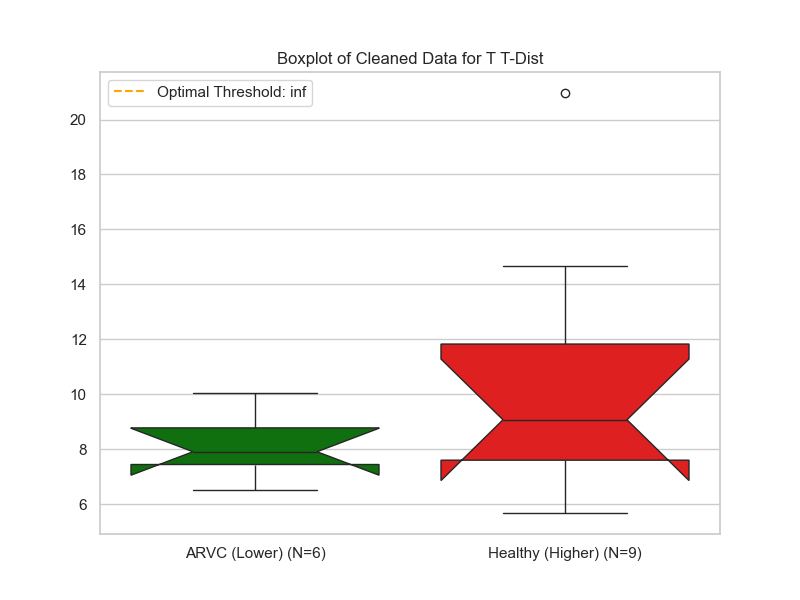 Boxplot of Cleaned Data for T T-Dist
Optimal Threshold: inf
20
18
16
14
12
10
8
6
ARVC (Lower) (N=6)
Healthy (Higher) (N=9)